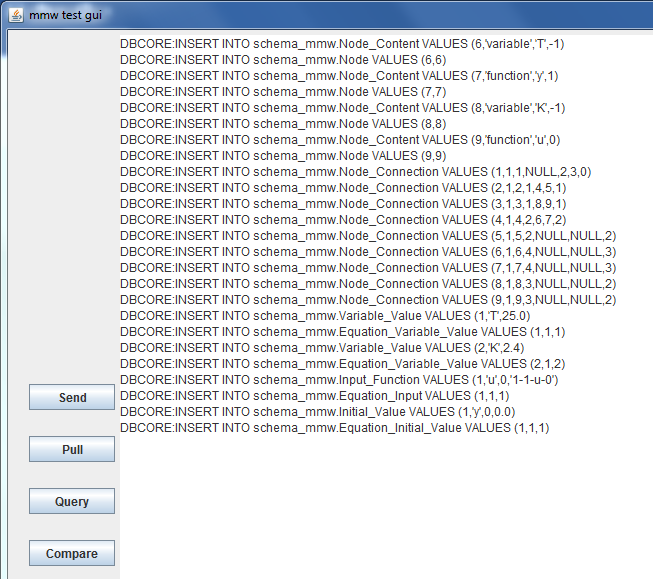 mmw test gui
DBCORE:INSERT INTO schema_mmw.Node_Content VALUES (6,'variable','T',-1)
DBCORE:INSERT INTO schema_mmw.Node VALUES (6,6)
DBCORE:INSERT INTO schema_mmw.Node_Content VALUES (7,'function','y',1)
DBCORE:INSERT INTO schema_mmw.Node VALUES (7,7)
DBCORE:INSERT INTO schema_mmw.Node_Content VALUES (8,'variable','K',-1)
DBCORE:INSERT INTO schema_mmw.Node VALUES (8,8)
DBCORE:INSERT INTO schema_mmw.Node_Content VALUES (9,'function','u',0)
DBCORE:INSERT INTO schema_mmw.Node VALUES (9,9)
DBCORE:INSERT INTO schema_mmw.Node_Connection VALUES (1,1,1,NULL,2,3,0)
DBCORE:INSERT INTO schema_mmw.Node_Connection VALUES (2,1,2,1,4,5,1)
DBCORE:INSERT INTO schema_mmw.Node_Connection VALUES (3,1,3,1,8,9,1)
DBCORE:INSERT INTO schema_mmw.Node_Connection VALUES (4,1,4,2,6,7,2)
DBCORE:INSERT INTO schema_mmw.Node_Connection VALUES (5,1,5,2,NULL,NULL,2)
DBCORE:INSERT INTO schema_mmw.Node_Connection VALUES (6,1,6,4,NULL,NULL,3)
DBCORE:INSERT INTO schema_mmw.Node_Connection VALUES (7,1,7,4,NULL,NULL,3)
DBCORE:INSERT INTO schema_mmw.Node_Connection VALUES (8,1,8,3,NULL,NULL,2)
DBCORE:INSERT INTO schema_mmw.Node_Connection VALUES (9,1,9,3,NULL,NULL,2)
DBCORE:INSERT INTO schema_mmw.Variable_Value VALUES (1,'T',25.0)
DBCORE:INSERT INTO schema_mmw.Equation_Variable_Value VALUES (1,1,1)
DBCORE:INSERT INTO schema_mmw.Variable_Value VALUES (2,'K',2.4)
DBCORE:INSERT INTO schema_mmw.Equation_Variable_Value VALUES (2,1,2)
DBCORE:INSERT INTO schema_mmw.Input_Function VALUES (1,'u',0,'1-1-u-0')
DBCORE:INSERT INTO schema_mmw.Equation_Input VALUES (1,1,1)
DBCORE:INSERT INTO schema_mmw.Initial_Value VALUES (1,'y',0,0.0)
DBCORE:INSERT INTO schema_mmw.Equation_Initial_Value VALUES (1,1,1)
Send
Pull
Query
Compare